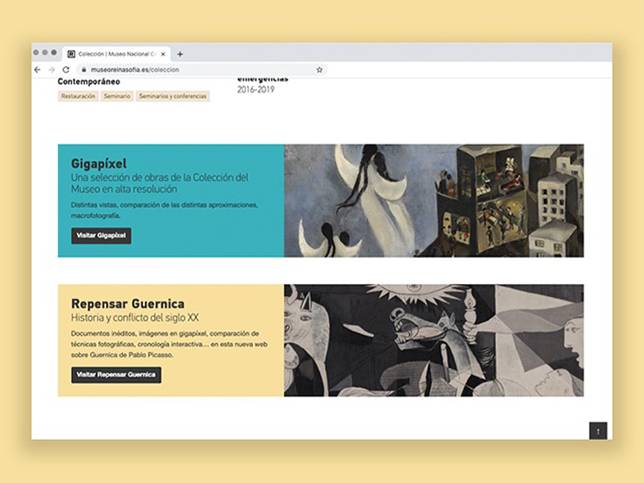 Colección | Museo Nacional C
museoreinasofia.es/coleccion
Contemporáneo
Restauración Seminario Seminarios y conferencias
emergencias
2016-2019
Gigapíxel
Una selección de obras de la Colección del
Museo en alta resolución
Distintas vistas, comparación de las distintas aproximaciones,
macrofotografía.
Visitar Gigapíxel
Repensar Guernica
Historia y conflicto del siglo XX
Documentos inéditos, imágenes en gigapíxel, comparación de
técnicas fotográficas, cronología interactiva... en esta nueva web
sobre Guernica de Pablo Picasso.
Visitar Repensar Guernica